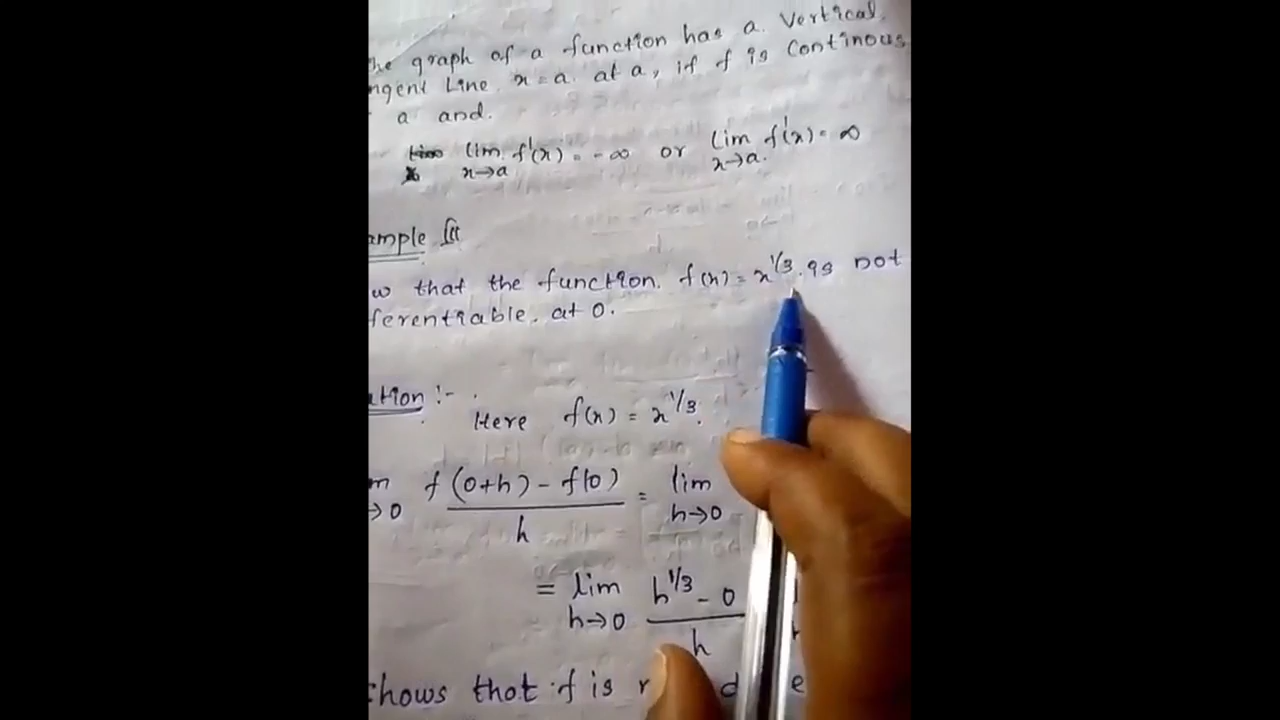 he graph of a function has a vertical
ngent Line x = a at a, if f is Continous
a and.
lim x→a f'(x) = -∞ or lim x→a f'(x) = ∞
ample III
w that the function f(x) = x^1/3 is not
ferentiable at 0.
ation :-
Here f(x) = x^1/3.
m →0 f(0+h) - f(0) / h = lim h→0
= lim h→0 h^1/3 - 0 / h
hows that f is